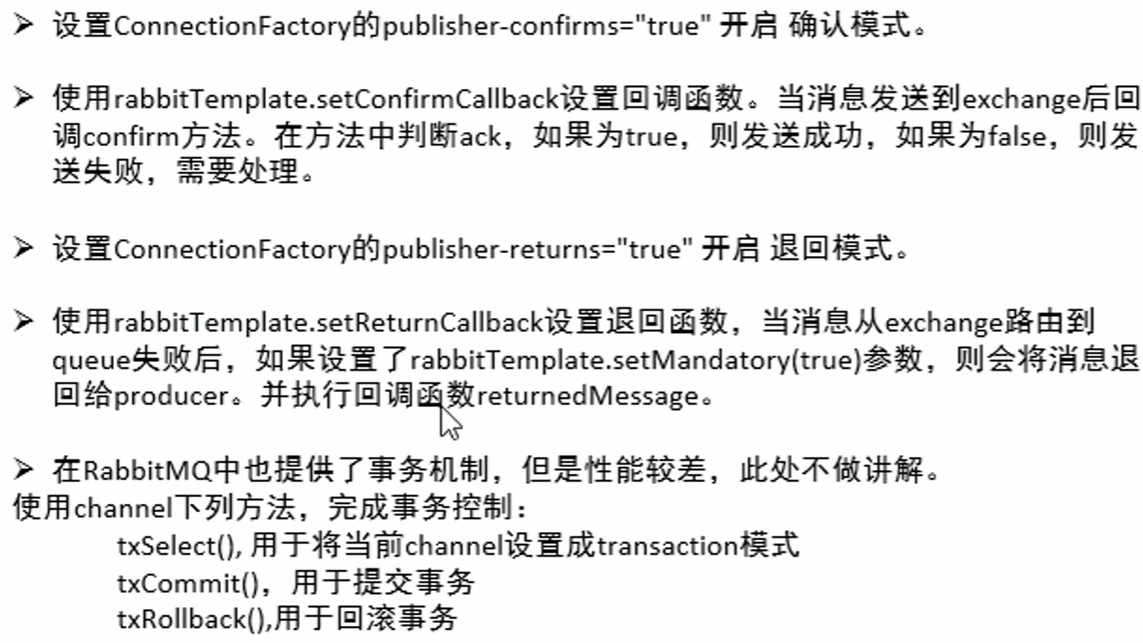 ➢ 设置ConnectionFactory的publisher-confirms="true" 开启 确认模式。
➢ 使用rabbitTemplate.setConfirmCallback设置回调函数。当消息发送到exchange后回
调confirm方法。在方法中判断ack，如果为true，则发送成功，如果为false，则发
送失败，需要处理。
➢ 设置ConnectionFactory的publisher-returns="true" 开启 退回模式。
➢ 使用rabbitTemplate.setReturnCallback设置退回函数，当消息从exchange路由到
queue失败后，如果设置了rabbitTemplate.setMandatory(true)参数，则会将消息退
回给producer。并执行回调函数returnedMessage。
➢ 在RabbitMQ中也提供了事务机制，但是性能较差，此处不做讲解。
使用channel下列方法，完成事务控制：
txSelect(), 用于将当前channel设置成transaction模式
txCommit()，用于提交事务
txRollback(),用于回滚事务